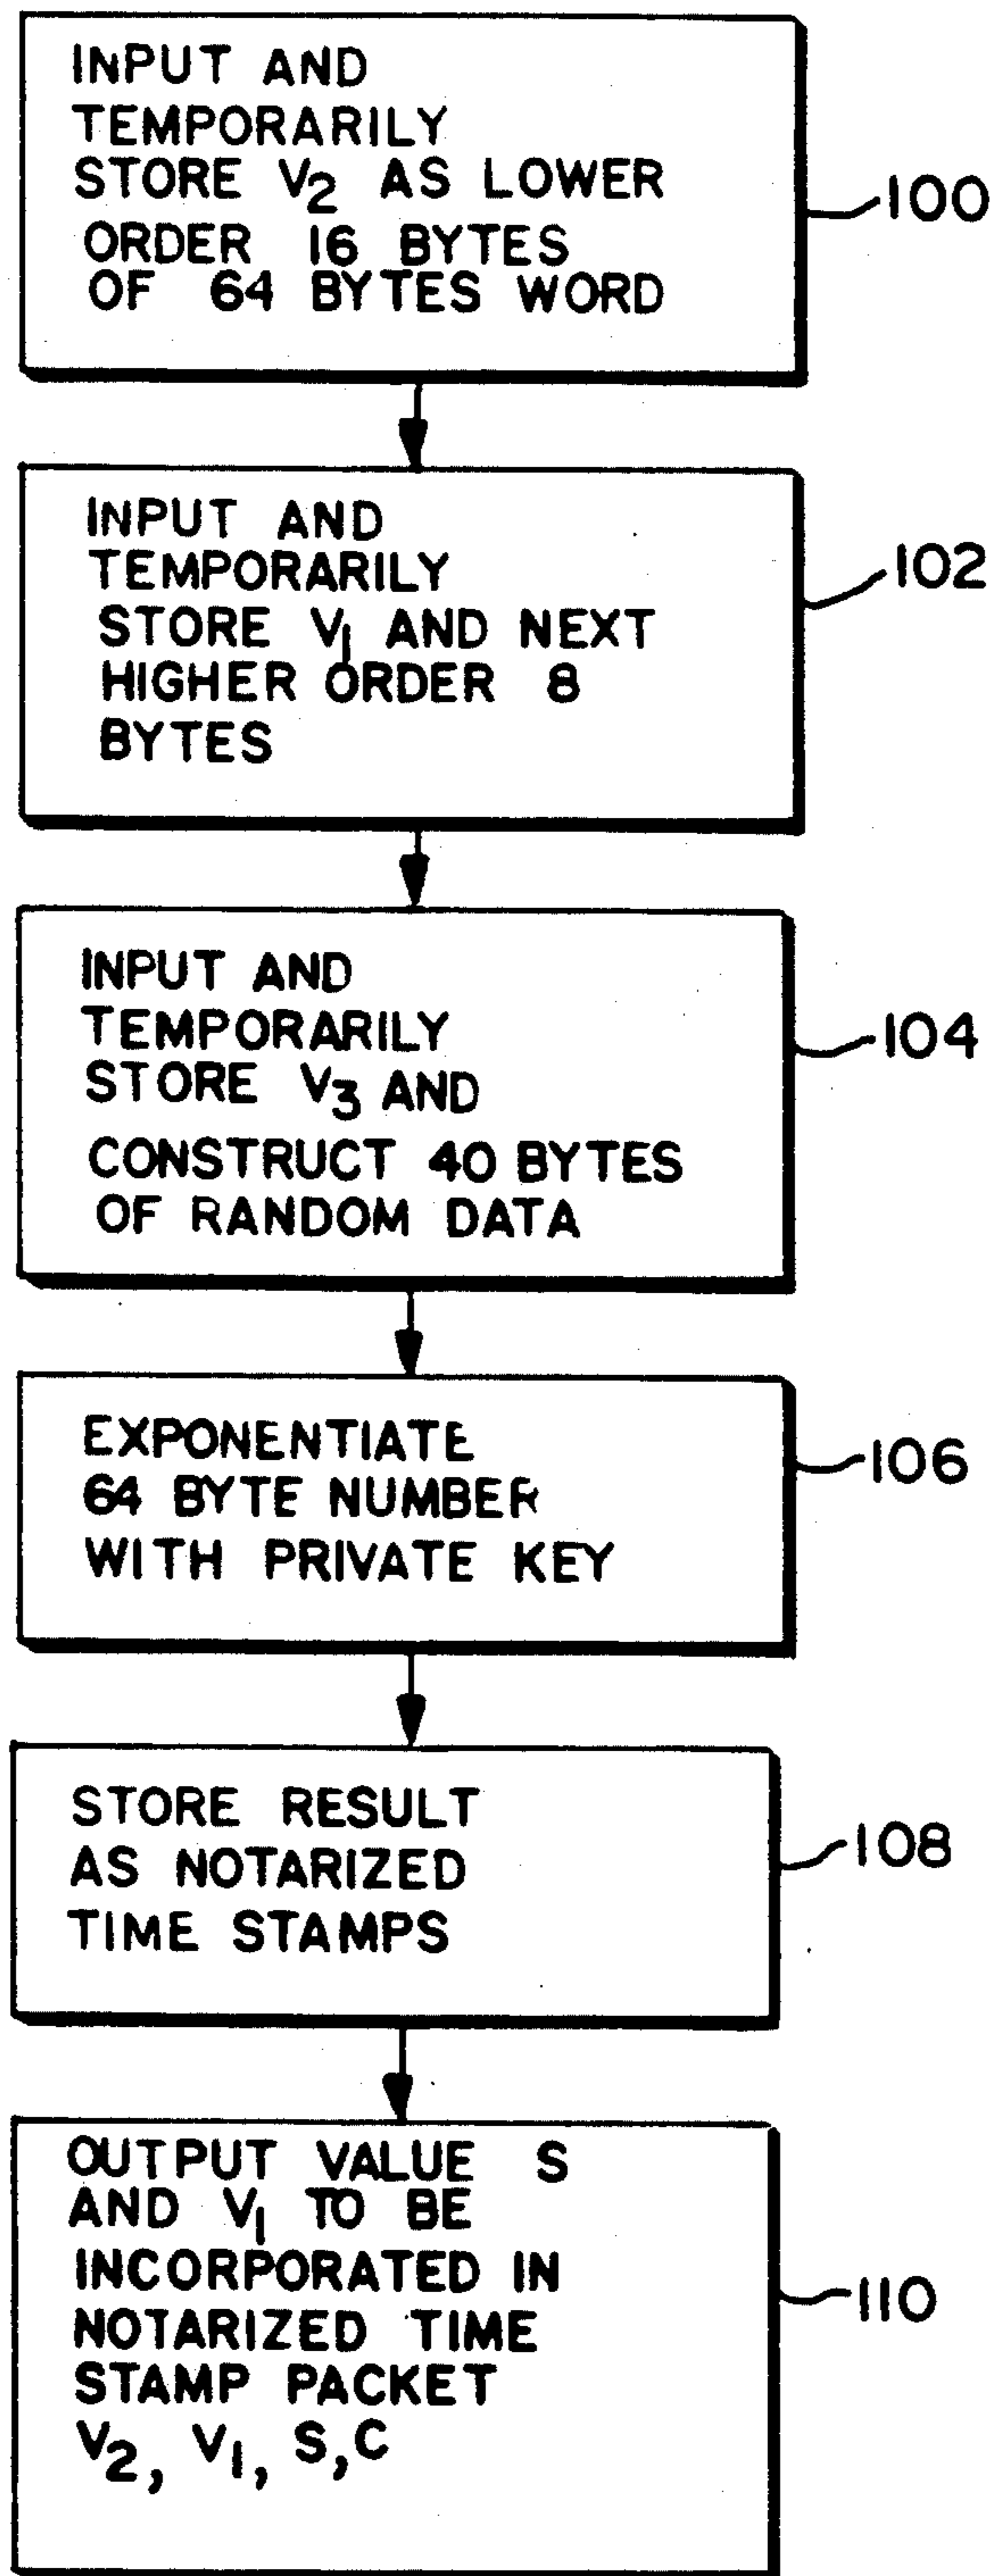 INPUT AND
TEMPORARILY
STORE V2 AS LOWER
ORDER 16 BYTES
OF 64 BYTES WORD
100
INPUT AND
TEMPORARILY
STORE V1 AND NEXT
HIGHER ORDER 8
BYTES
102
INPUT AND
TEMPORARILY
STORE V3 AND
CONSTRUCT 40 BYTES
OF RANDOM DATA
104
EXPONENTIATE
64 BYTE NUMBER
WITH PRIVATE KEY
106
STORE RESULT
AS NOTARIZED
TIME STAMPS
108
OUTPUT VALUE S
AND V1 TO BE
INCORPORATED IN
NOTARIZED TIME
STAMP PACKET
V2, V1, S, C
110